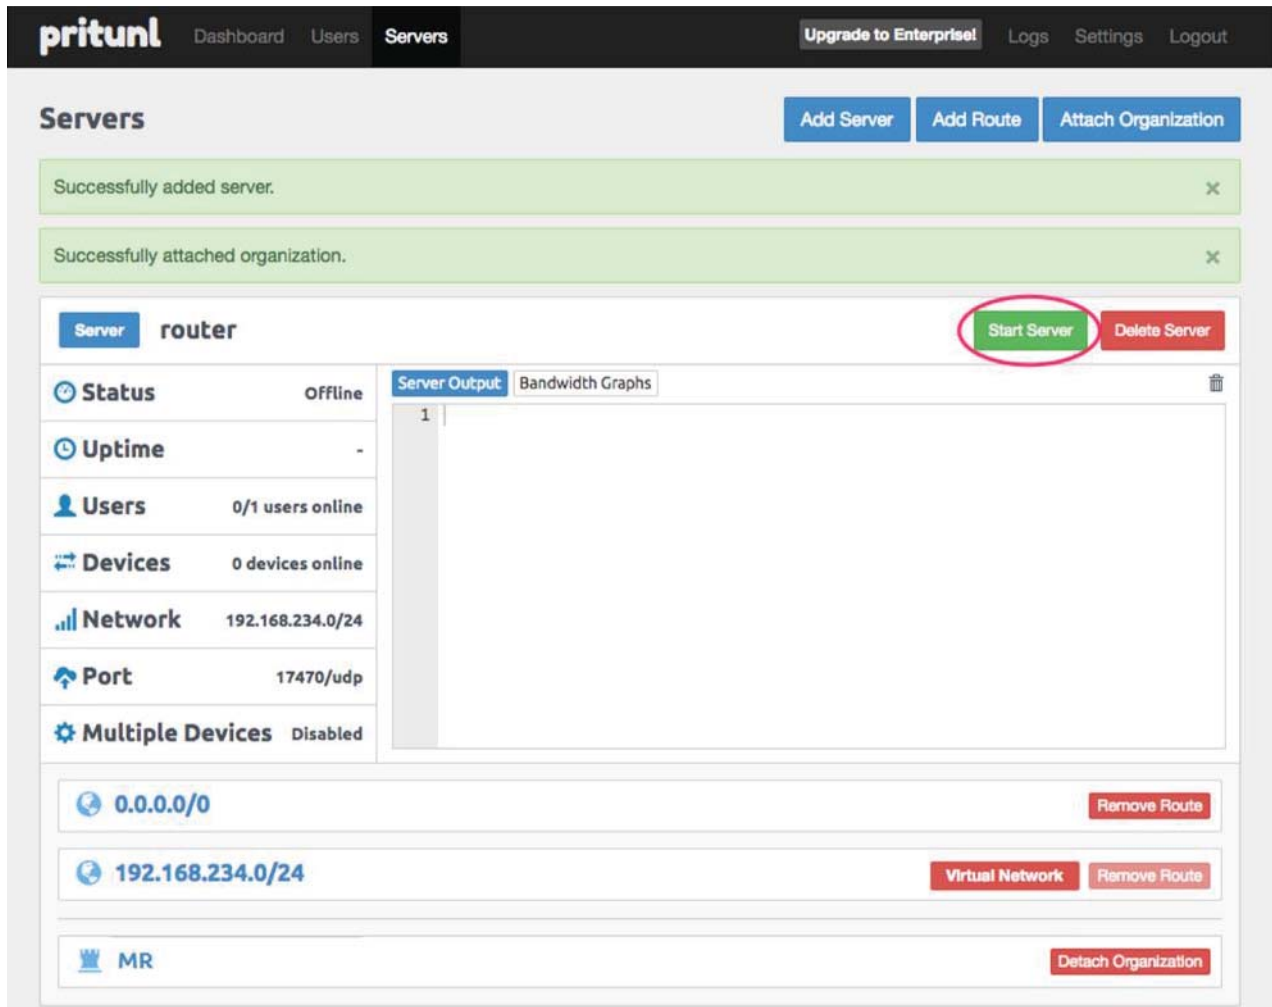 pritunl Dashboard Users Servers Upgrade to Enterprise! Logs Settings Logout
Servers Add Server Add Route Attach Organization
Successfully added server. ×
Successfully attached organization. ×
Server router Start Server Delete Server
Status Offline
Server Output Bandwidth Graphs
1
Uptime -
Users 0/1 users online
Devices 0 devices online
Network 192.168.234.0/24
Port 17470/udp
Multiple Devices Disabled
0.0.0.0/0 Remove Route
192.168.234.0/24 Virtual Network Remove Route
MR Detach Organization